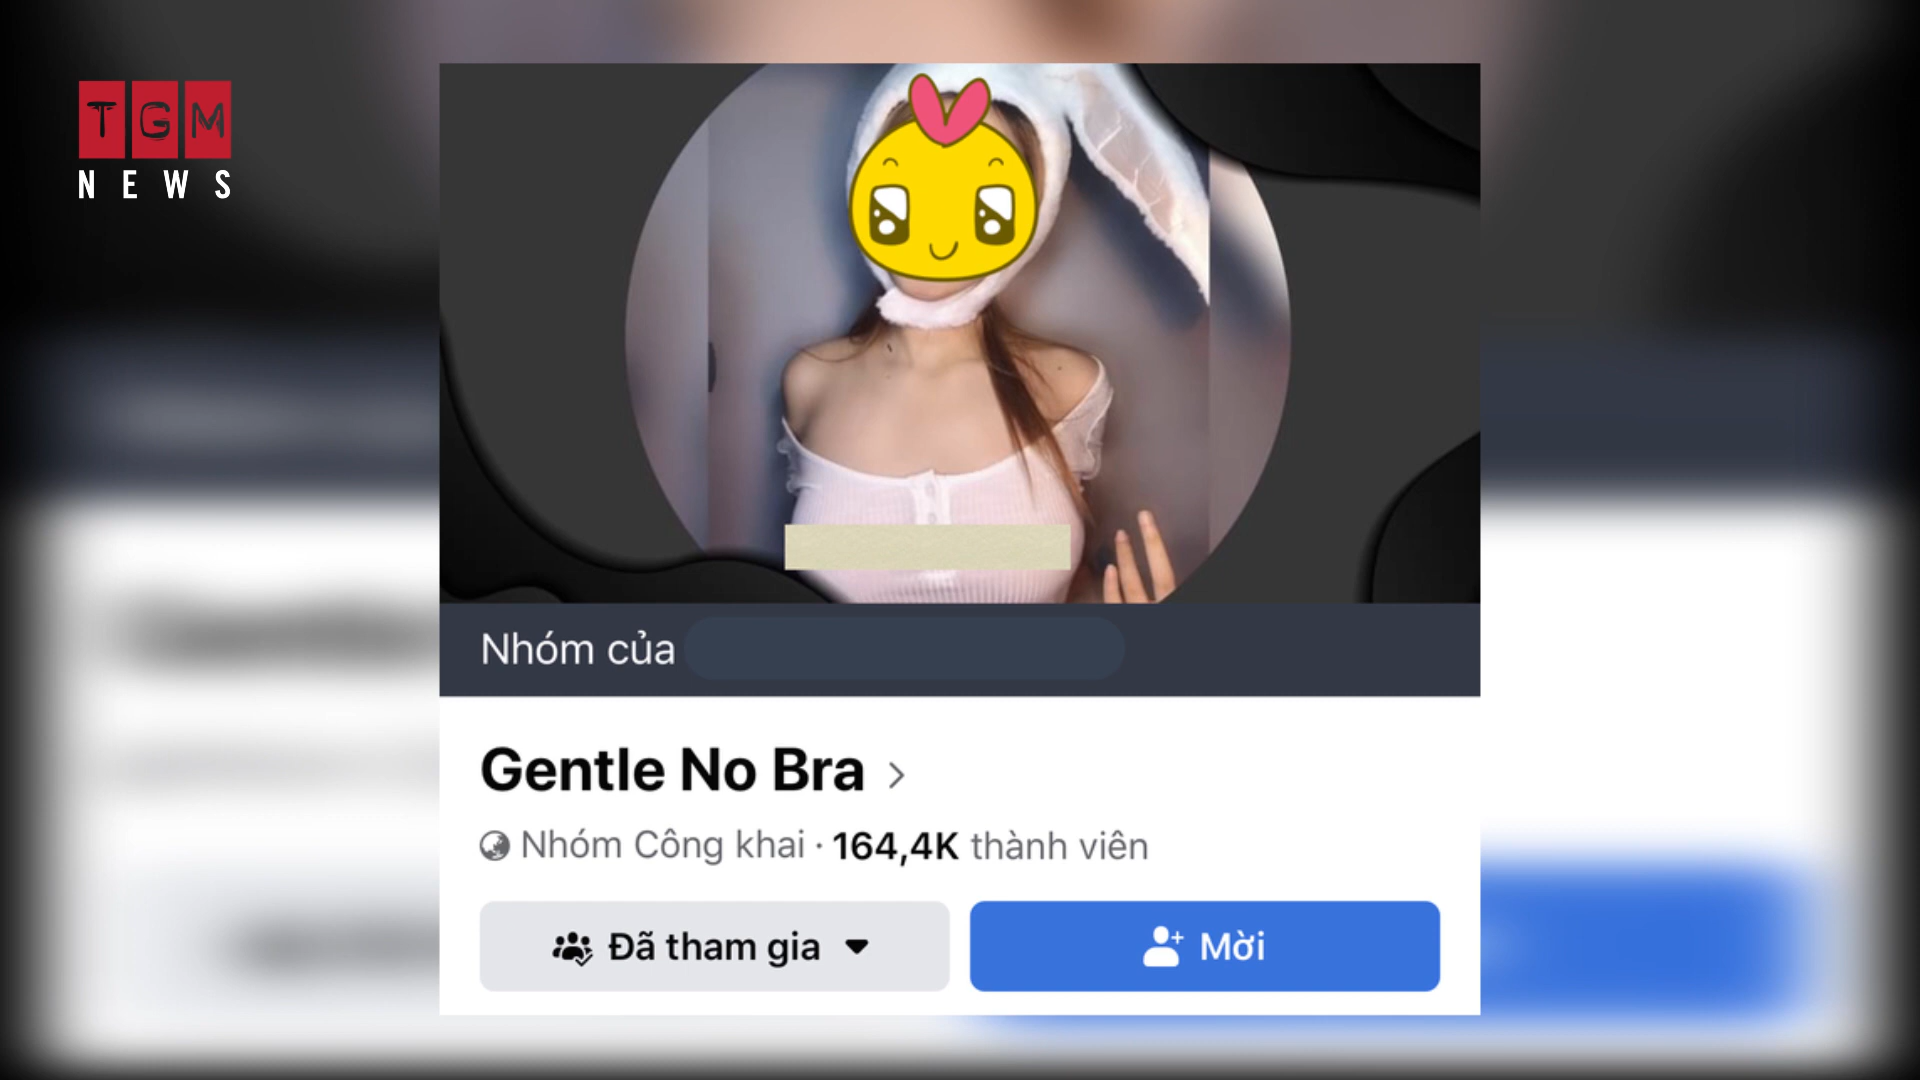 TGM
NEWS
Nhóm của
Gentle No Bra
Nhóm Công khai · 164,4K thành viên
Đã tham gia
Mời